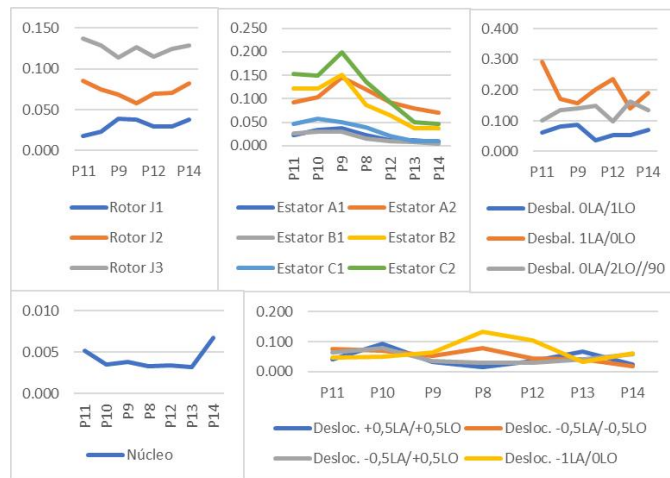 0.150
0.100
0.050
0.000
P11 P9 P12 P14
Rotor J1
Rotor J2
Rotor J3
0.250
0.200
0.150
0.100
0.050
0.000
P11 P10 P9 P8 P12 P13 P14
Estator A1 Estator A2
Estator B1 Estator B2
Estator C1 Estator C2
0.400
0.300
0.200
0.100
0.000
P11 P9 P12 P14
Desbal. 0LA/1LO
Desbal. 1LA/0LO
Desbal. 0LA/2LO//90
0.010
0.005
0.000
P11 P10 P9 P8 P12 P13 P14
Núcleo
0.200
0.100
0.000
P11 P10 P9 P8 P12 P13 P14
Desloc. +0,5LA/+0,5LO Desloc. -0,5LA/-0,5LO
Desloc. -0,5LA/+0,5LO Desloc. -1LA/0LO